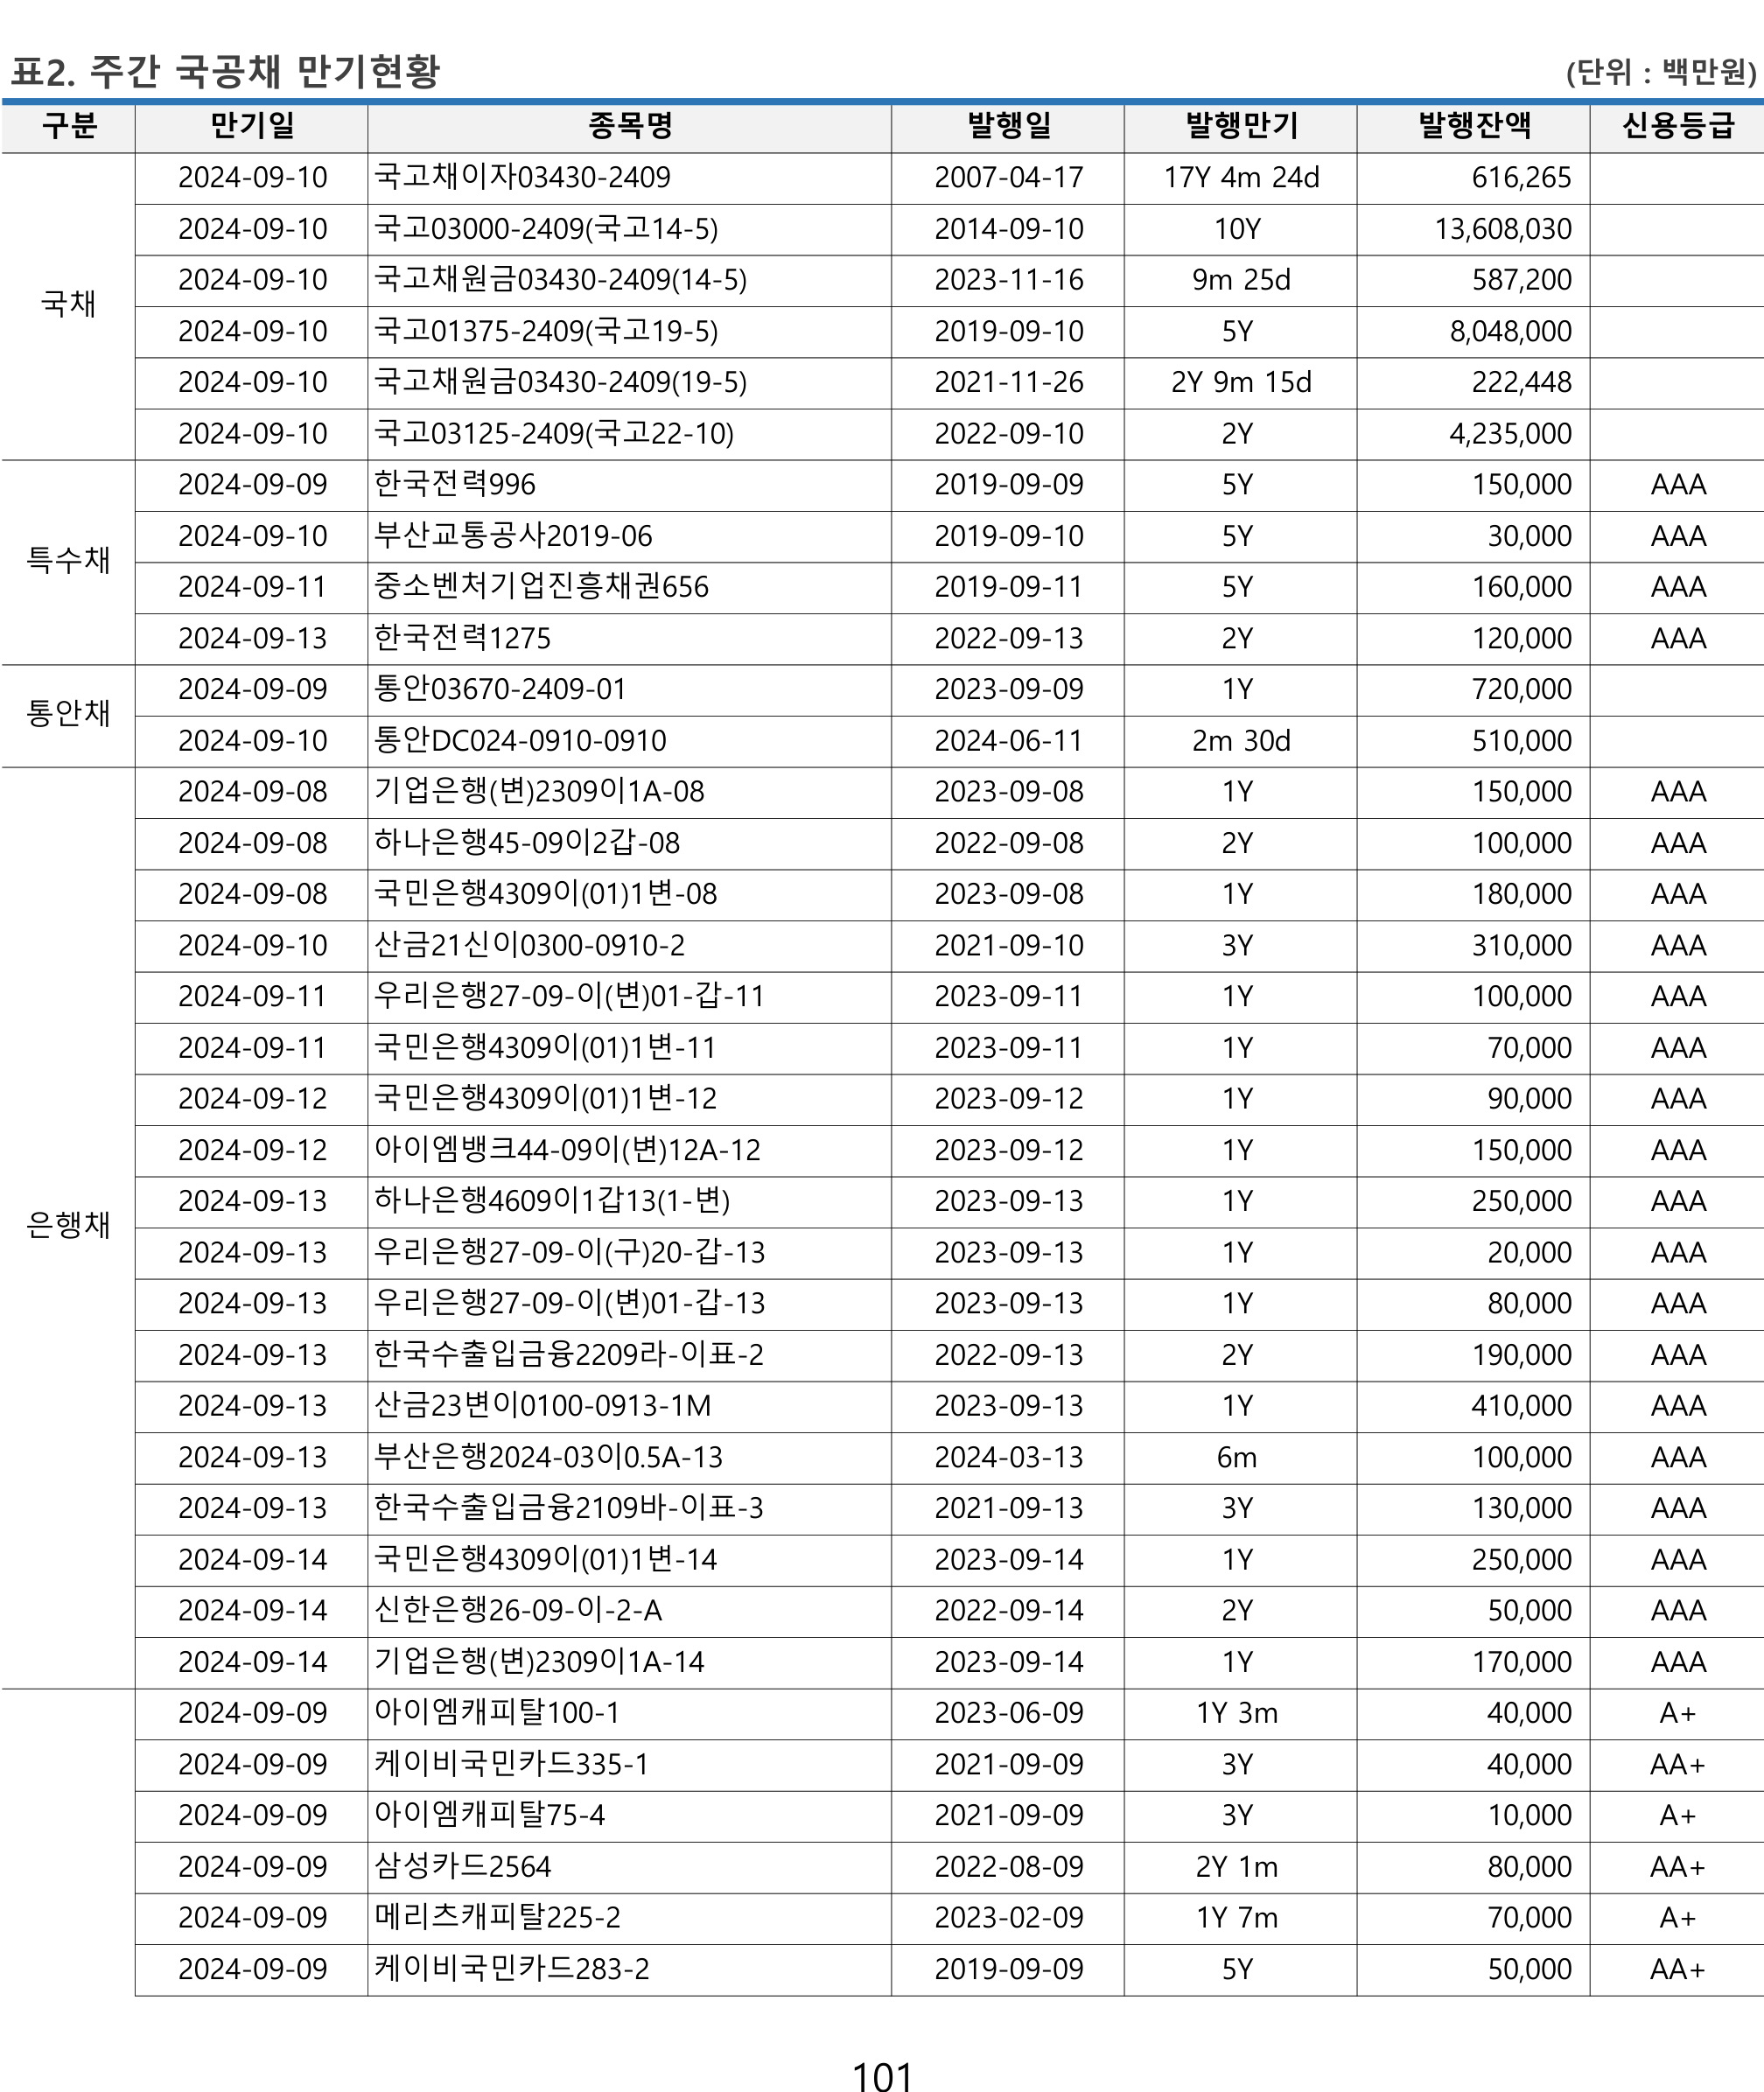 표2. 주간 국공채 만기현황 (단위 : 백만원)
구분 만기일 종목명 발행일 발행만기 발행잔액 신용등급
국채
2024-09-10 국고채이자03430-2409 2007-04-17 17Y 4m 24d 616,265
2024-09-10 국고03000-2409(국고14-5) 2014-09-10 10Y 13,608,030
2024-09-10 국고채원금03430-2409(14-5) 2023-11-16 9m 25d 587,200
2024-09-10 국고01375-2409(국고19-5) 2019-09-10 5Y 8,048,000
2024-09-10 국고채원금03430-2409(19-5) 2021-11-26 2Y 9m 15d 222,448
2024-09-10 국고03125-2409(국고22-10) 2022-09-10 2Y 4,235,000
특수채
2024-09-09 한국전력996 2019-09-09 5Y 150,000 AAA
2024-09-10 부산교통공사2019-06 2019-09-10 5Y 30,000 AAA
2024-09-11 중소벤처기업진흥채권656 2019-09-11 5Y 160,000 AAA
2024-09-13 한국전력1275 2022-09-13 2Y 120,000 AAA
통안채
2024-09-09 통안03670-2409-01 2023-09-09 1Y 720,000
2024-09-10 통안DC024-0910-0910 2024-06-11 2m 30d 510,000
은행채
2024-09-08 기업은행(변)2309이1A-08 2023-09-08 1Y 150,000 AAA
2024-09-08 하나은행45-09이2갑-08 2022-09-08 2Y 100,000 AAA
2024-09-08 국민은행4309이(01)1변-08 2023-09-08 1Y 180,000 AAA
2024-09-10 산금21신이0300-0910-2 2021-09-10 3Y 310,000 AAA
2024-09-11 우리은행27-09-이(변)01-갑-11 2023-09-11 1Y 100,000 AAA
2024-09-11 국민은행4309이(01)1변-11 2023-09-11 1Y 70,000 AAA
2024-09-12 국민은행4309이(01)1변-12 2023-09-12 1Y 90,000 AAA
2024-09-12 아이엠뱅크44-09이(변)12A-12 2023-09-12 1Y 150,000 AAA
2024-09-13 하나은행4609이1갑13(1-변) 2023-09-13 1Y 250,000 AAA
2024-09-13 우리은행27-09-이(구)20-갑-13 2023-09-13 1Y 20,000 AAA
2024-09-13 우리은행27-09-이(변)01-갑-13 2023-09-13 1Y 80,000 AAA
2024-09-13 한국수출입금융2209라-이표-2 2022-09-13 2Y 190,000 AAA
2024-09-13 산금23변이0100-0913-1M 2023-09-13 1Y 410,000 AAA
2024-09-13 부산은행2024-03이0.5A-13 2024-03-13 6m 100,000 AAA
2024-09-13 한국수출입금융2109바-이표-3 2021-09-13 3Y 130,000 AAA
2024-09-14 국민은행4309이(01)1변-14 2023-09-14 1Y 250,000 AAA
2024-09-14 신한은행26-09-이-2-A 2022-09-14 2Y 50,000 AAA
2024-09-14 기업은행(변)2309이1A-14 2023-09-14 1Y 170,000 AAA
2024-09-09 아이엠캐피탈100-1 2023-06-09 1Y 3m 40,000 A+
2024-09-09 케이비국민카드335-1 2021-09-09 3Y 40,000 AA+
2024-09-09 아이엠캐피탈75-4 2021-09-09 3Y 10,000 A+
2024-09-09 삼성카드2564 2022-08-09 2Y 1m 80,000 AA+
2024-09-09 메리츠캐피탈225-2 2023-02-09 1Y 7m 70,000 A+
2024-09-09 케이비국민카드283-2 2019-09-09 5Y 50,000 AA+
101